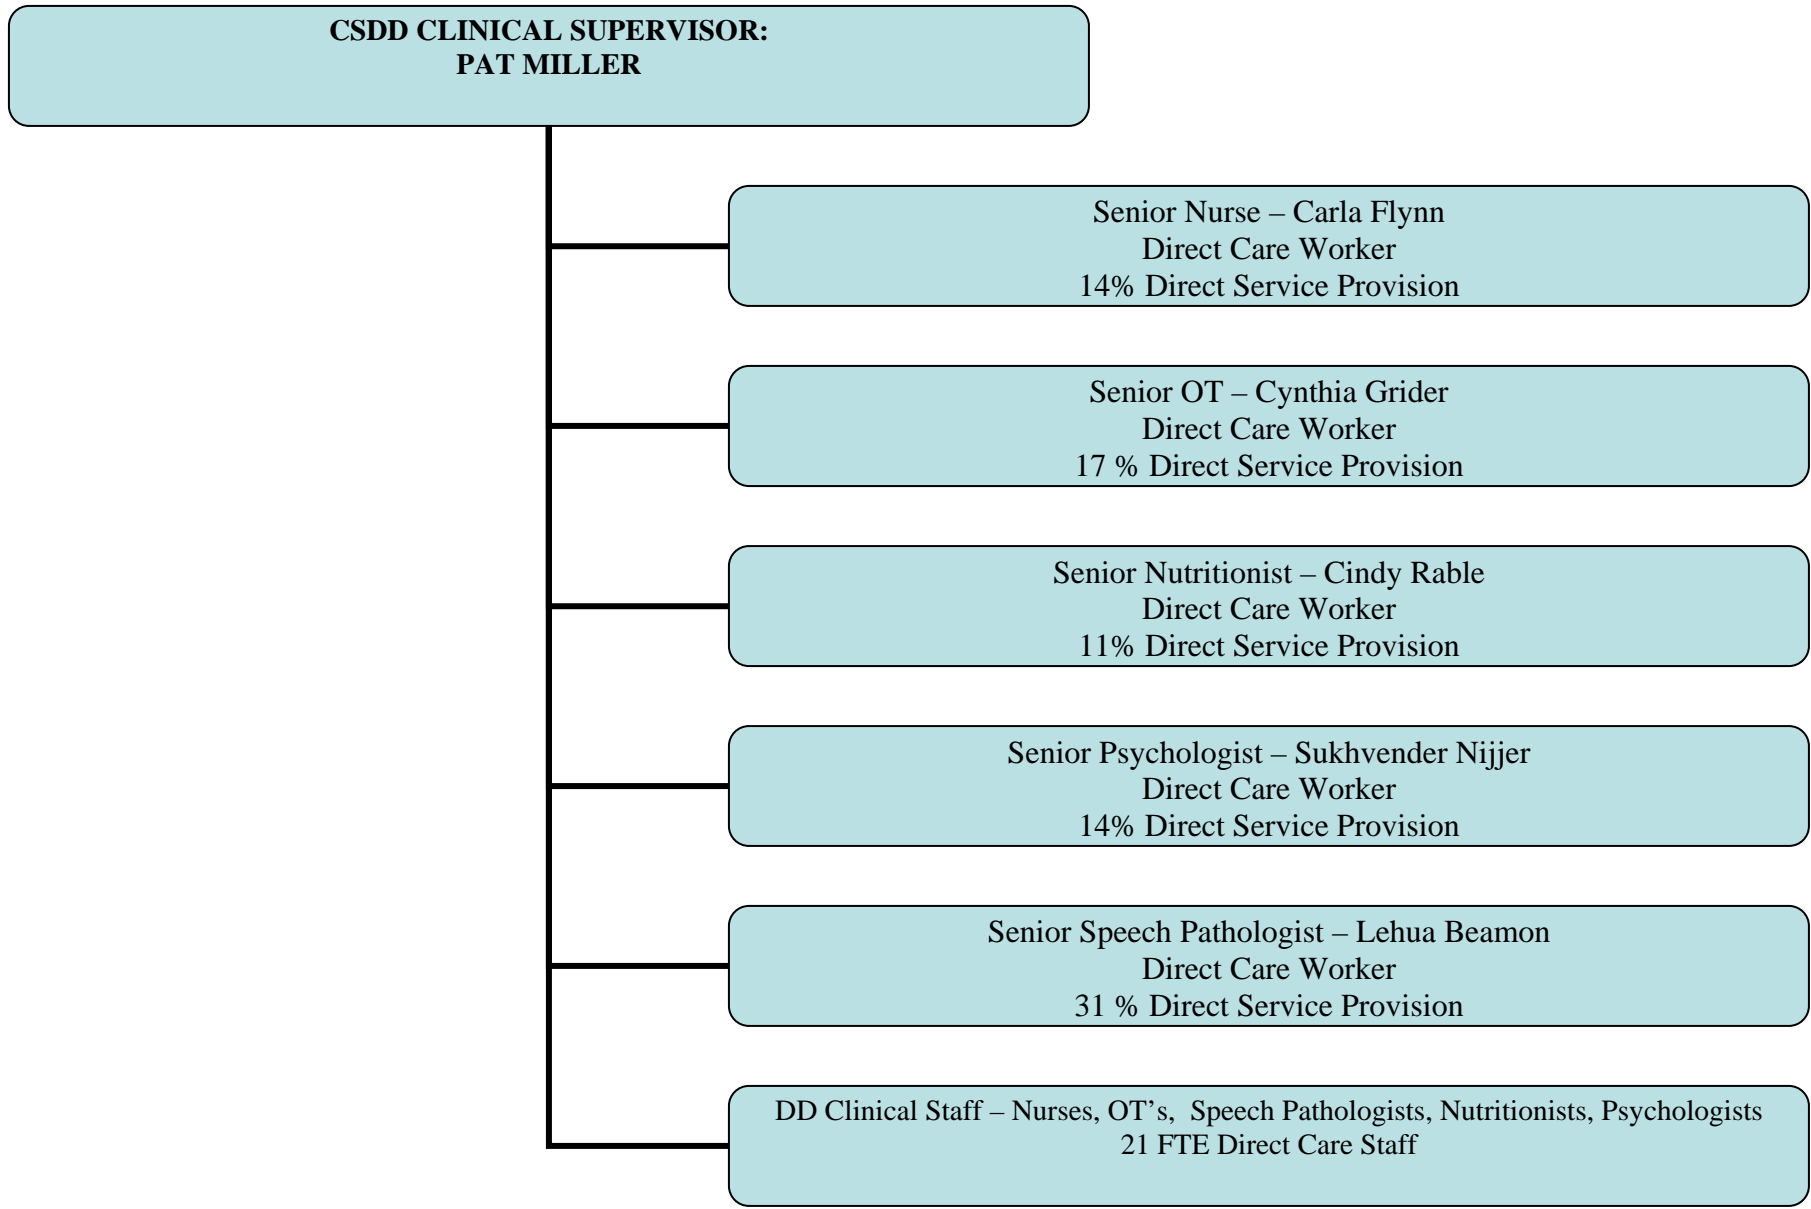 CSDD CLINICAL SUPERVISOR:
PAT MILLER
Senior Nurse – Carla Flynn
Direct Care Worker
14% Direct Service Provision
Senior OT – Cynthia Grider
Direct Care Worker
17 % Direct Service Provision
Senior Nutritionist – Cindy Rable
Direct Care Worker
11% Direct Service Provision
Senior Psychologist – Sukhvender Nijjer
Direct Care Worker
14% Direct Service Provision
Senior Speech Pathologist – Lehua Beamon
Direct Care Worker
31 % Direct Service Provision
DD Clinical Staff – Nurses, OT’s,  Speech Pathologists, Nutritionists, Psychologists
21 FTE Direct Care Staff